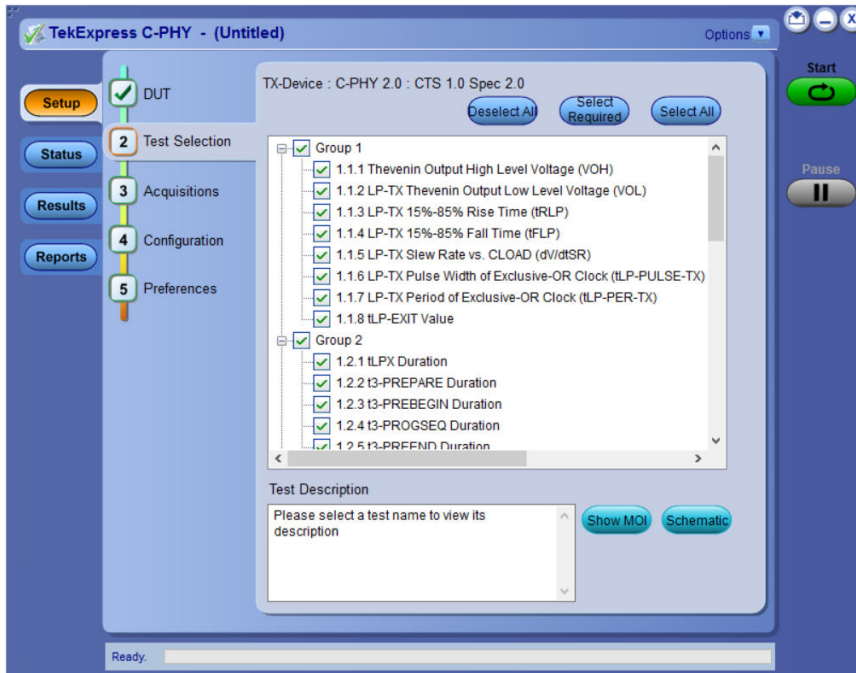 TekExpress C-PHY - (Untitled)
Options
X
Start
Pause
Setup
Status
Results
Reports
DUT
2 Test Selection
3 Acquisitions
4 Configuration
5 Preferences
TX-Device : C-PHY 2.0 : CTS 1.0 Spec 2.0
Deselect All
Select Required
Select All
Group 1
1.1.1 Thevenin Output High Level Voltage (VOH)
1.1.2 LP-TX Thevenin Output Low Level Voltage (VOL)
1.1.3 LP-TX 15%-85% Rise Time (tRLP)
1.1.4 LP-TX 15%-85% Fall Time (tFLP)
1.1.5 LP-TX Slew Rate vs. CLOAD (dV/dtSR)
1.1.6 LP-TX Pulse Width of Exclusive-OR Clock (tLP-PULSE-TX)
1.1.7 LP-TX Period of Exclusive-OR Clock (tLP-PER-TX)
1.1.8 tLP-EXIT Value
Group 2
1.2.1 tLPX Duration
1.2.2 t3-PREPARE Duration
1.2.3 t3-PREBEGIN Duration
1.2.4 t3-PROGSEQ Duration
1.2.5 t3-PREEND Duration
Test Description
Please select a test name to view its
description
Show MOI
Schematic
Ready.